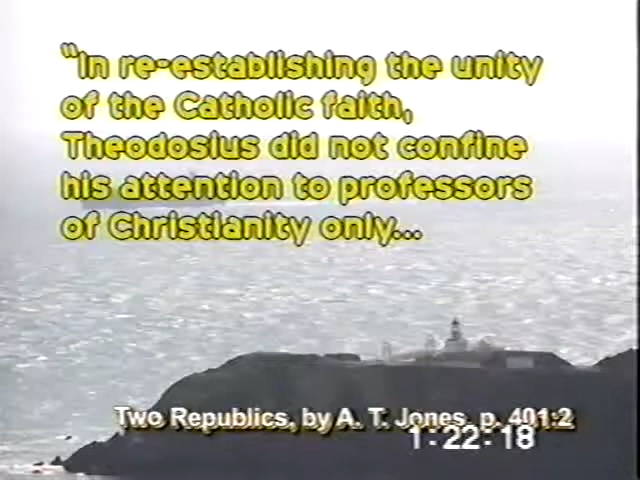 “In re-establishing the unity
of the Catholic faith,
Theodosius did not confine
his attention to professors
of Christianity only...
Two Republics, by A. T. Jones, p. 401:2
1:22:18